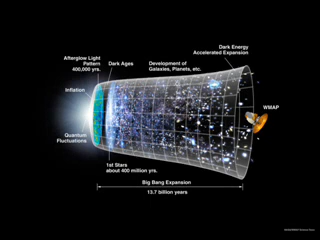 Dark Energy
Accelerated Expansion
Afterglow Light
Pattern
400,000 yrs.
Dark Ages
Development of
Galaxies, Planets, etc.
Inflation
WMAP
Quantum
Fluctuations
1st Stars
about 400 million yrs.
Big Bang Expansion
13.7 billion years